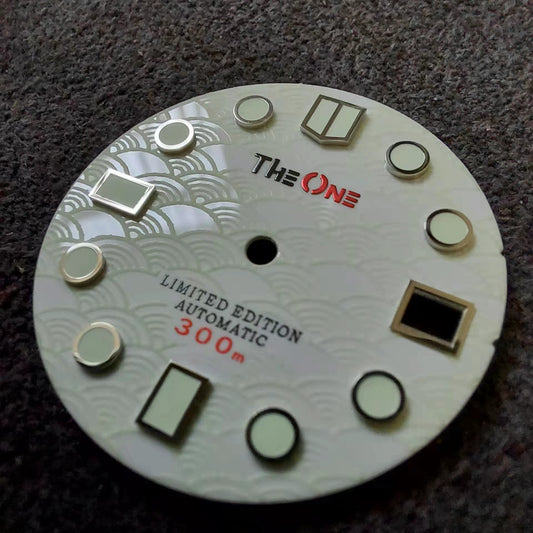 THE ONE
LIMITED EDITION
AUTOMATIC
300m